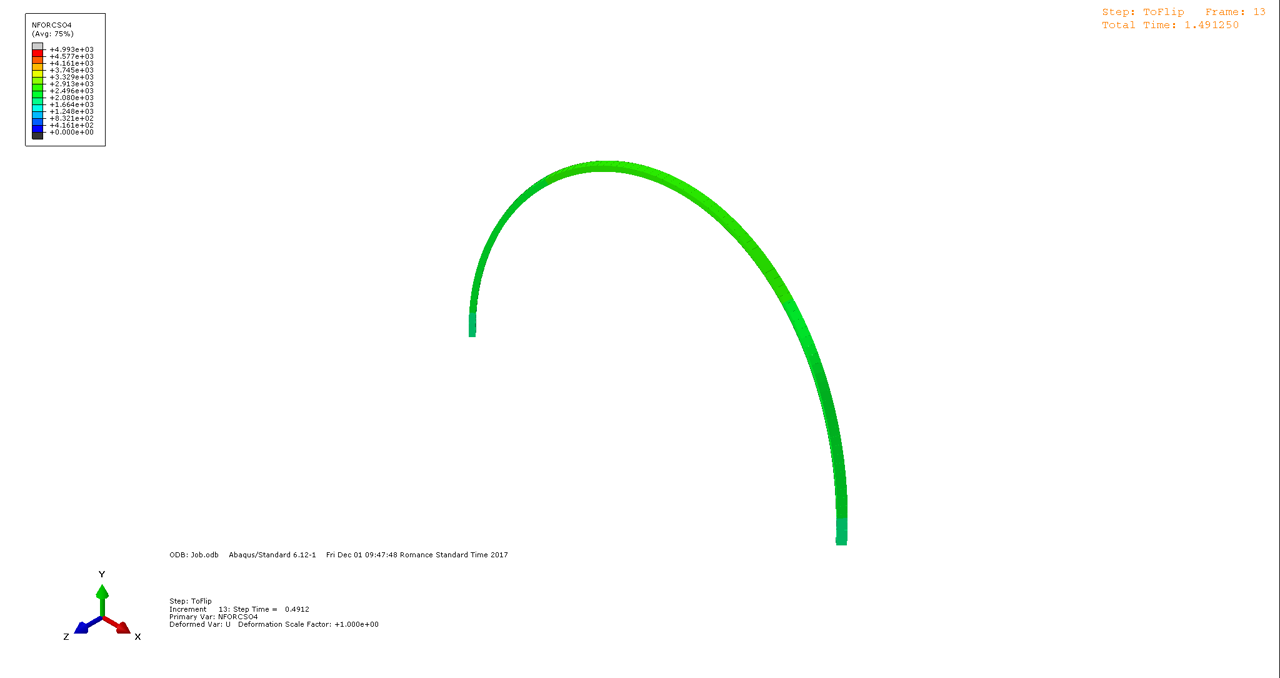 NFORCSO4
(Avg: 75%)
+4.993e+03
+4.577e+03
+4.161e+03
+3.745e+03
+3.329e+03
+2.913e+03
+2.496e+03
+2.080e+03
+1.664e+03
+1.248e+03
+8.321e+02
+4.161e+02
+0.000e+00
Step: ToFlip Frame: 13
Total Time: 1.491250
ODB: Job.odb Abaqus/Standard 6.12-1 Fri Dec 01 09:47:48 Romance Standard Time 2017
Y
Z
X
Step: ToFlip
Increment 13: Step Time = 0.4912
Primary Var: NFORCSO4
Deformed Var: U Deformation Scale Factor: +1.000e+00